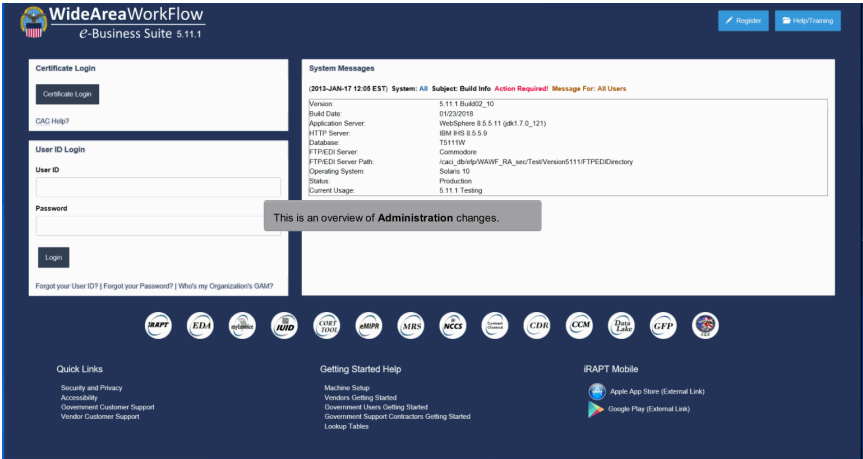 WideAreaWorkFlow
e-Business Suite 5.11.1
Register
Help/Training
Certificate Login
Certificate Login
CAC Help?
User ID Login
User ID
Password
Login
Forgot your User ID? | Forgot your Password? | Who's my Organization's GAM?
System Messages
(2013-JAN-17 12:05 EST) System: All Subject: Build Info Action Required! Message For: All Users
Version: 5.11.1 Build02_10
Build Date: 01/23/2018
Application Server: WebSphere 8.5.5.11 (jdk1.7.0_121)
HTTP Server: IBM IHS 8.5.5.9
Database: T5111W
FTP/EDI Server: Commodore
FTP/EDI Server Path: /caci_db/efp/WAWF_RA_sec/Test/Version5111/FTPEDIDirectory
Operating System: Solaris 10
Status: Production
Current Usage: 5.11.1 Testing
This is an overview of Administration changes.
iRAPT
EDA
myInvoice
IUID
CORT TOOL
eMIPR
MRS
NCCS
Contract Closeout
CDR
CCM
Data Lake
GFP
Quick Links
Security and Privacy
Accessibility
Government Customer Support
Vendor Customer Support
Getting Started Help
Machine Setup
Vendors Getting Started
Government Users Getting Started
Government Support Contractors Getting Started
Lookup Tables
iRAPT Mobile
Apple App Store (External Link)
Google Play (External Link)